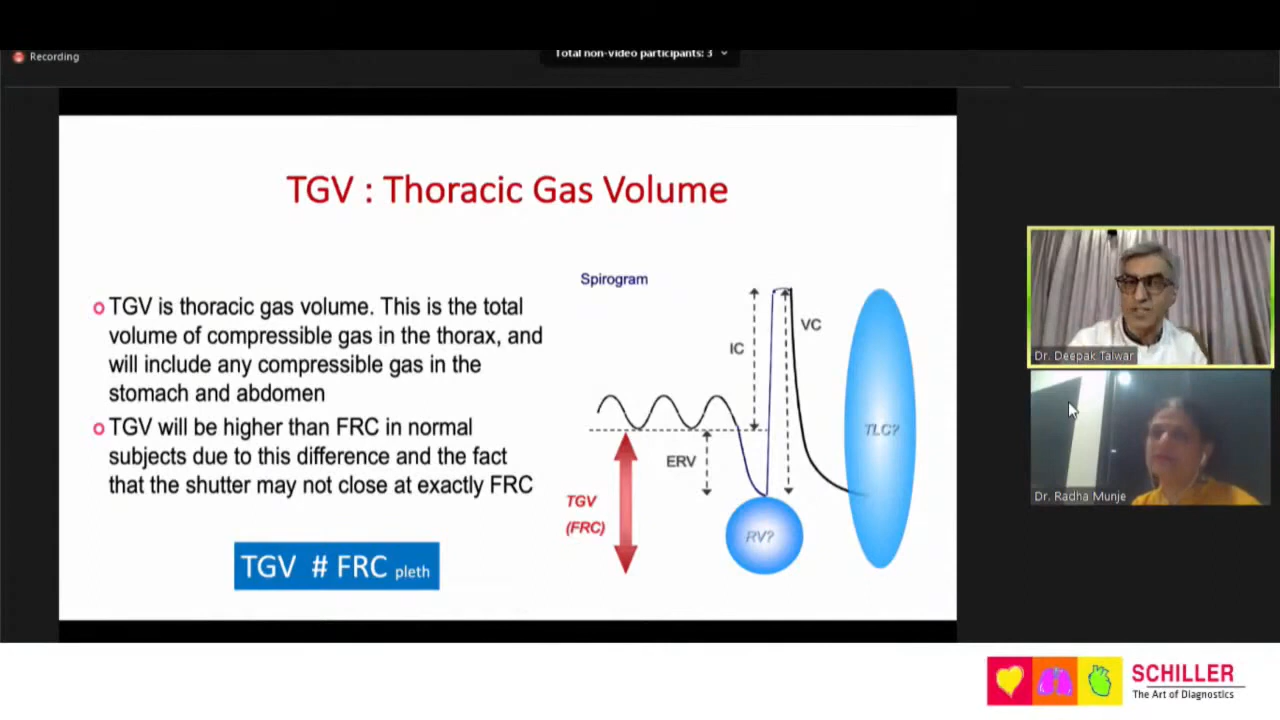 Recording
Total non-video participants: 3
TGV : Thoracic Gas Volume
TGV is thoracic gas volume. This is the total
volume of compressible gas in the thorax, and
will include any compressible gas in the
stomach and abdomen
TGV will be higher than FRC in normal
subjects due to this difference and the fact
that the shutter may not close at exactly FRC
TGV # FRC pleth
Spirogram
IC
VC
ERV
TLC?
TGV
(FRC)
RV?
Dr. Deepak Talwar
Dr. Radha Munje
SCHILLER
The Art of Diagnostics